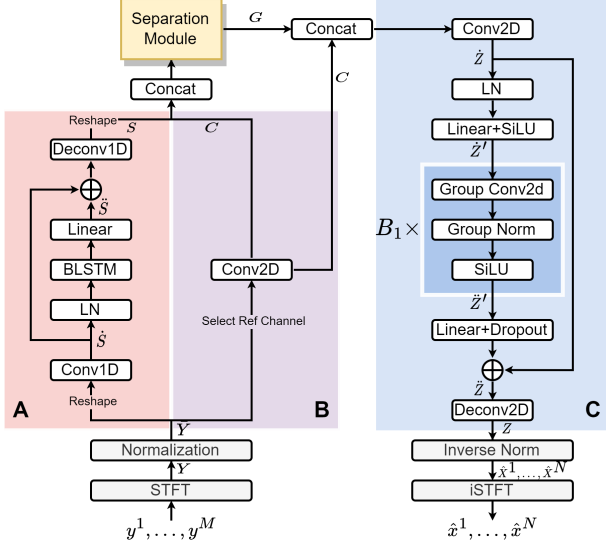 Separation
Module
G
Concat
Conv2D
Ż
C
Concat
LN
Reshape
S
C
Linear+SiLU
Deconv1D
Ż′
S̈
Group Conv2d
Linear
Group Norm
B₁×
BLSTM
Conv2D
SiLU
LN
Z̈′
Ṡ
Select Ref Channel
Linear+Dropout
Conv1D
Z̈
A
Reshape
B
Deconv2D
C
Ȳ
Z
Normalization
Inverse Norm
Y
X̂¹,…,X̂ᴺ
STFT
iSTFT
y¹, …, yᴹ
x̂¹, …, x̂ᴺ